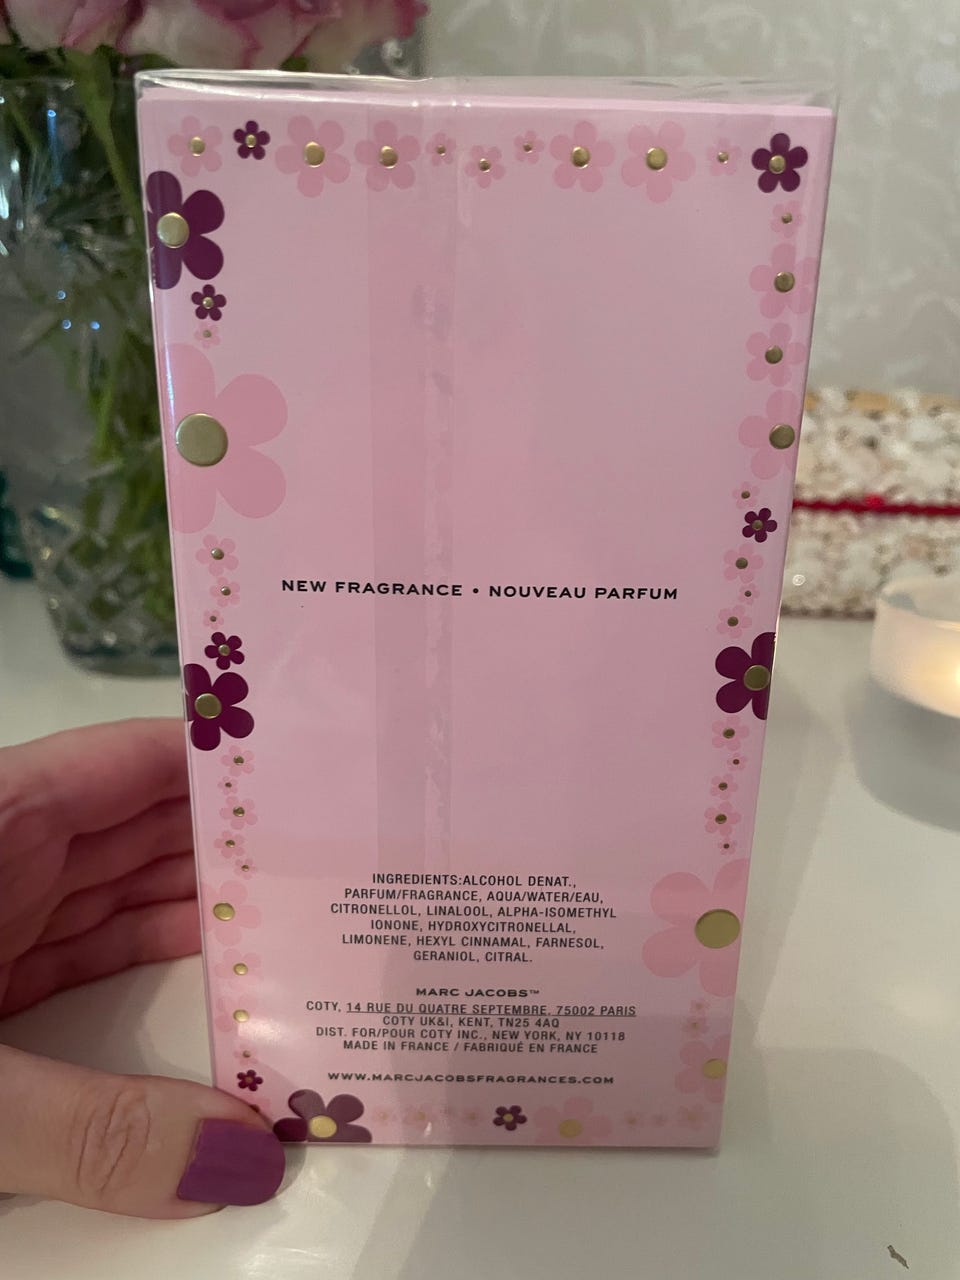 NEW FRAGRANCE • NOUVEAU PARFUM
INGREDIENTS:ALCOHOL DENAT.,
PARFUM/FRAGRANCE, AQUA/WATER/EAU,
CITRONELLOL, LINALOOL, ALPHA-ISOMETHYL
IONONE, HYDROXYCITRONELLAL,
LIMONENE, HEXYL CINNAMAL, FARNESOL,
GERANIOL, CITRAL.
MARC JACOBS™
COTY, 14 RUE DU QUATRE SEPTEMBRE, 75002 PARIS
COTY UK&I, KENT, TN25 4AQ
DIST. FOR/POUR COTY INC., NEW YORK, NY 10118
MADE IN FRANCE / FABRIQUÉ EN FRANCE
WWW.MARCJACOBSFRAGRANCES.COM